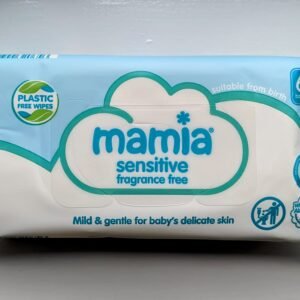 PLASTIC
FREE WIPES
suitable from birth
mamia
sensitive
fragrance free
Mild & gentle for baby's delicate skin